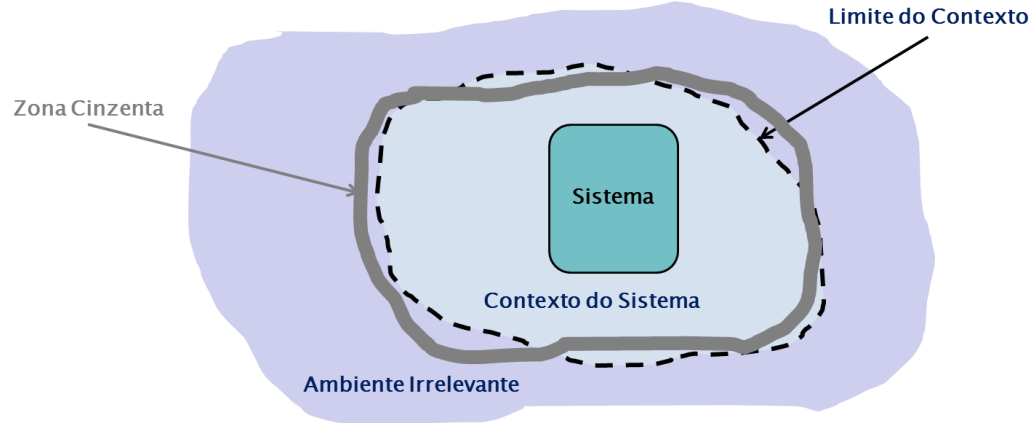 Limite do Contexto
Zona Cinzenta
Sistema
Contexto do Sistema
Ambiente Irrelevante